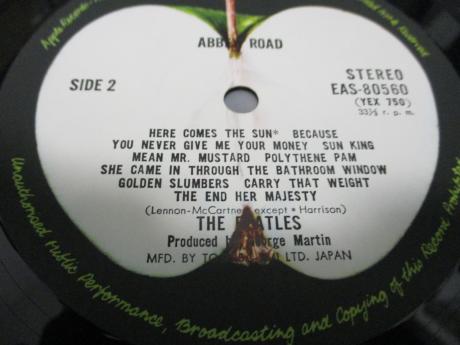 ABBEY ROAD
SIDE 2
STEREO
EAS-80560
(YEX 750)
33⅓ r. p. m.
HERE COMES THE SUN* BECAUSE
YOU NEVER GIVE ME YOUR MONEY SUN KING
MEAN MR. MUSTARD POLYTHENE PAM
SHE CAME IN THROUGH THE BATHROOM WINDOW
GOLDEN SLUMBERS CARRY THAT WEIGHT
THE END HER MAJESTY
(Lennon-McCartney except * Harrison)
THE BEATLES
Produced by George Martin
MFD. BY LTD. JAPAN
Unauthorised Public Performance, Broadcasting and Copying of this Record